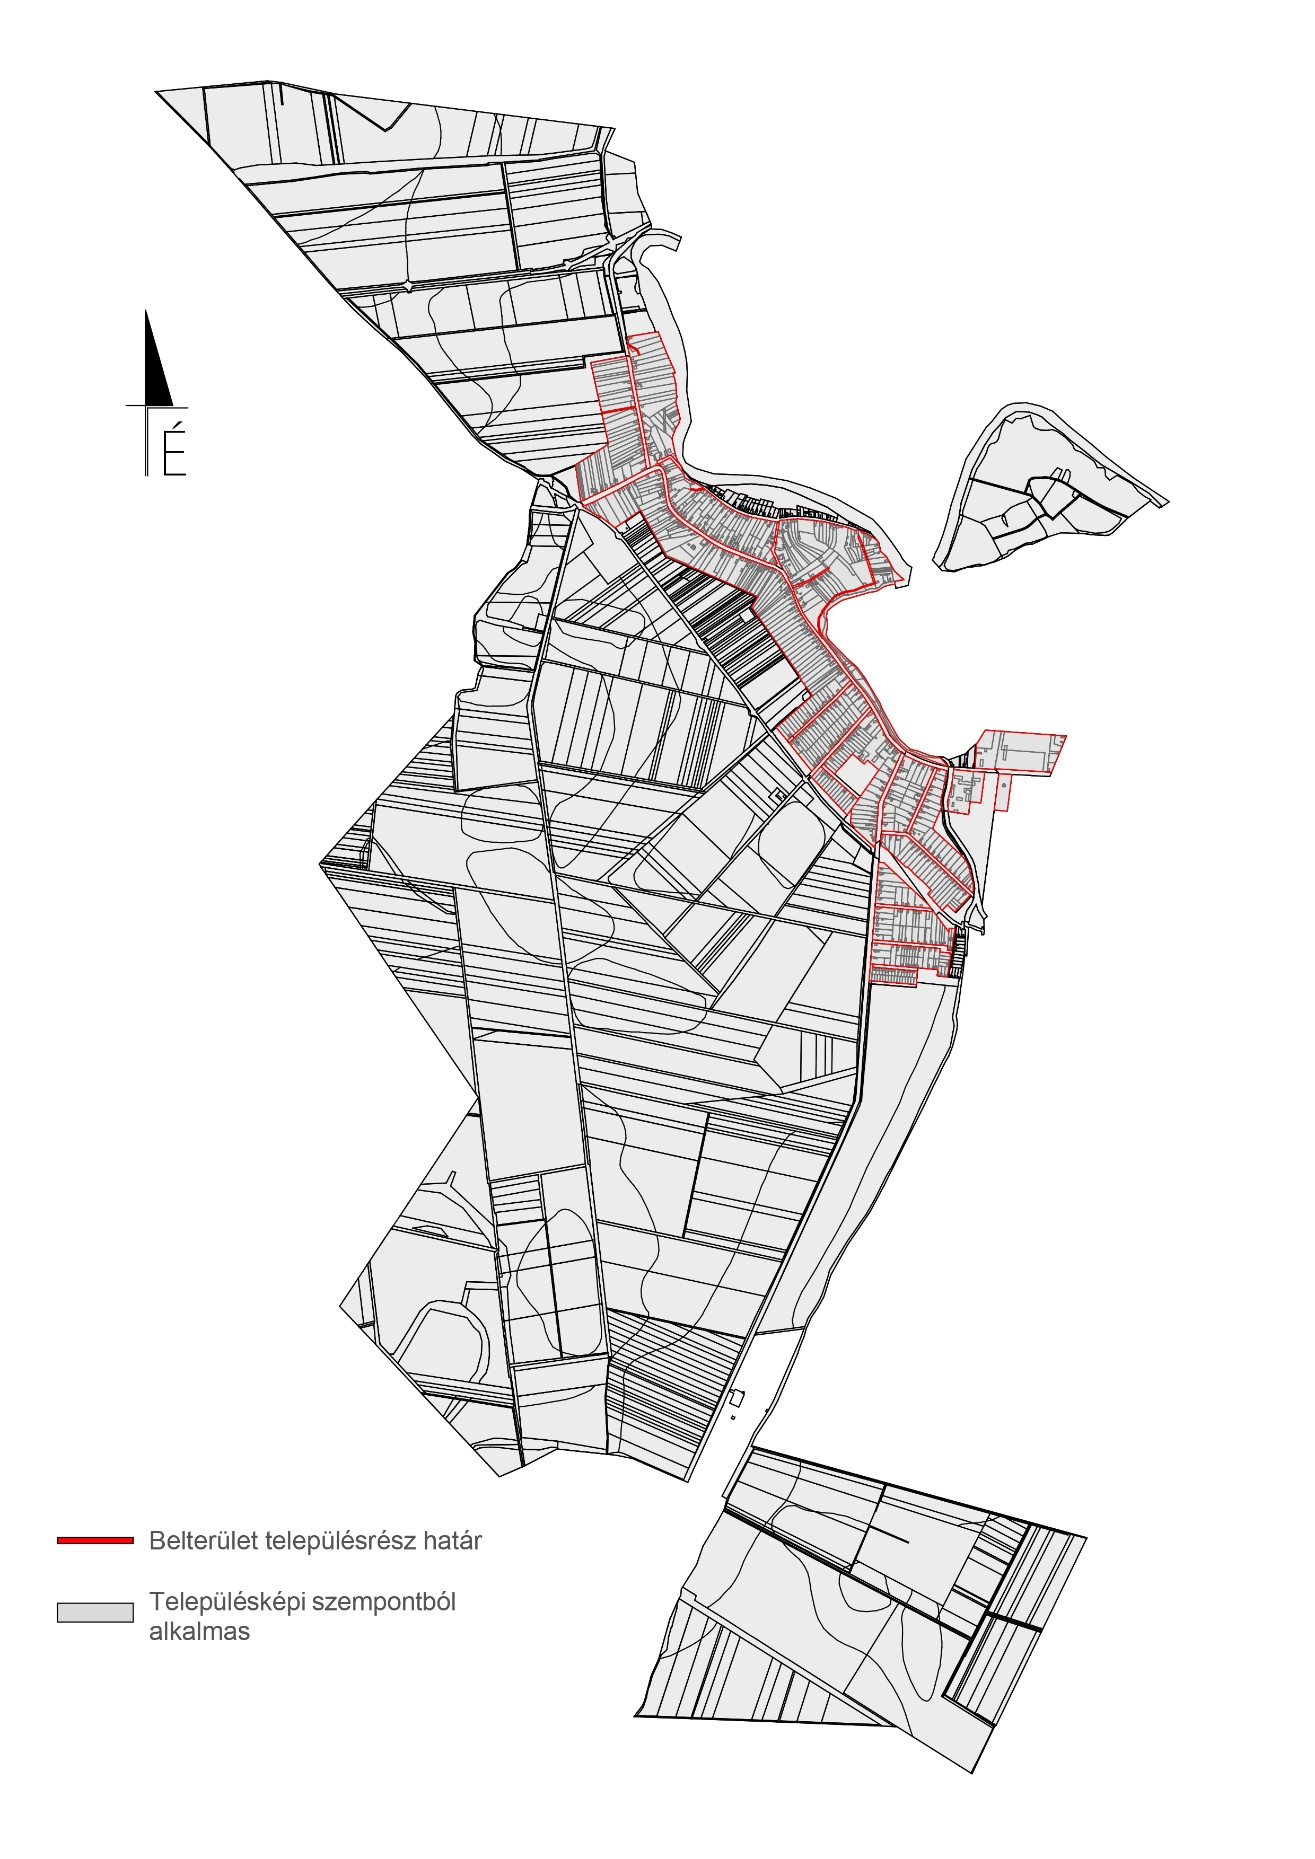 É
Belterület településrész határ
Településképi szempontból
alkalmas